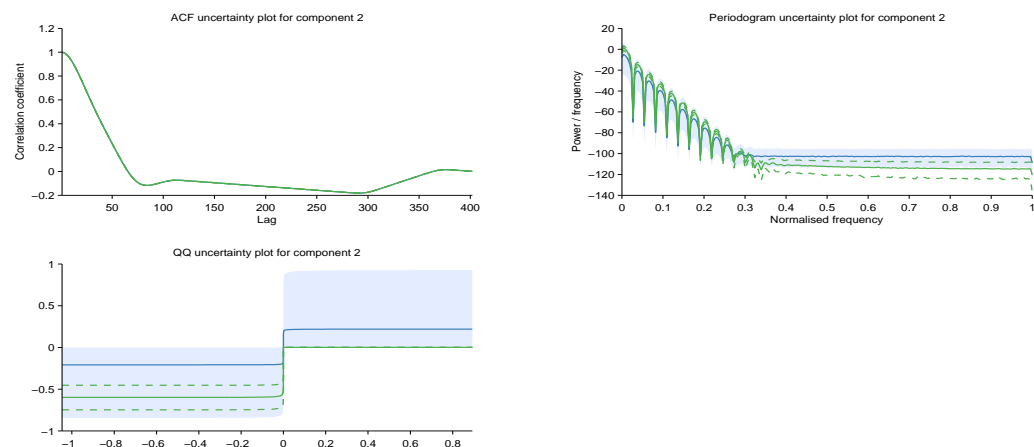 ACF uncertainty plot for component 2
1.2
1
0.8
0.6
0.4
0.2
0
−0.2
Correlation coefficient
50 100 150 200 250 300 350 400
Lag
Periodogram uncertainty plot for component 2
20
0
−20
−40
−60
−80
−100
−120
−140
Power / frequency
0 0.1 0.2 0.3 0.4 0.5 0.6 0.7 0.8 0.9 1
Normalised frequency
QQ uncertainty plot for component 2
1
0.5
0
−0.5
−1
−1 −0.8 −0.6 −0.4 −0.2 0 0.2 0.4 0.6 0.8